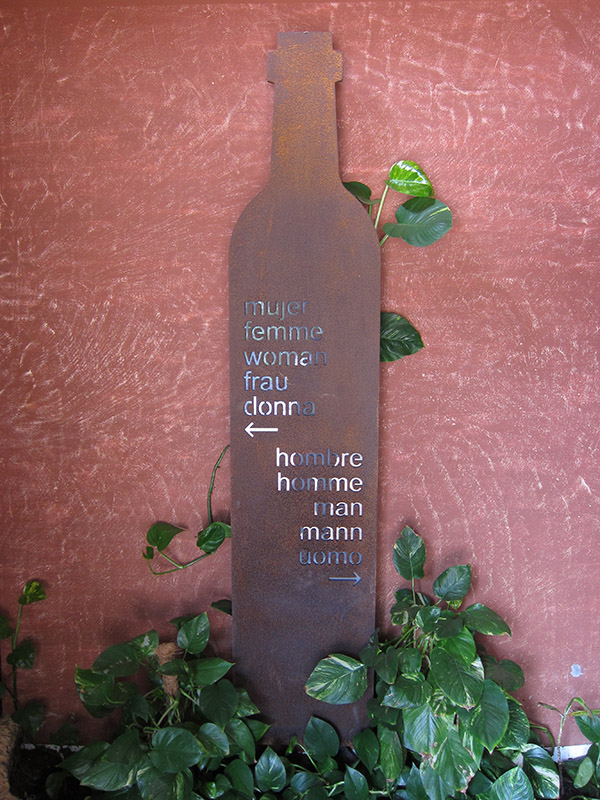 mujer
femme
woman
frau
donna
←
hombre
homme
man
mann
uomo
→